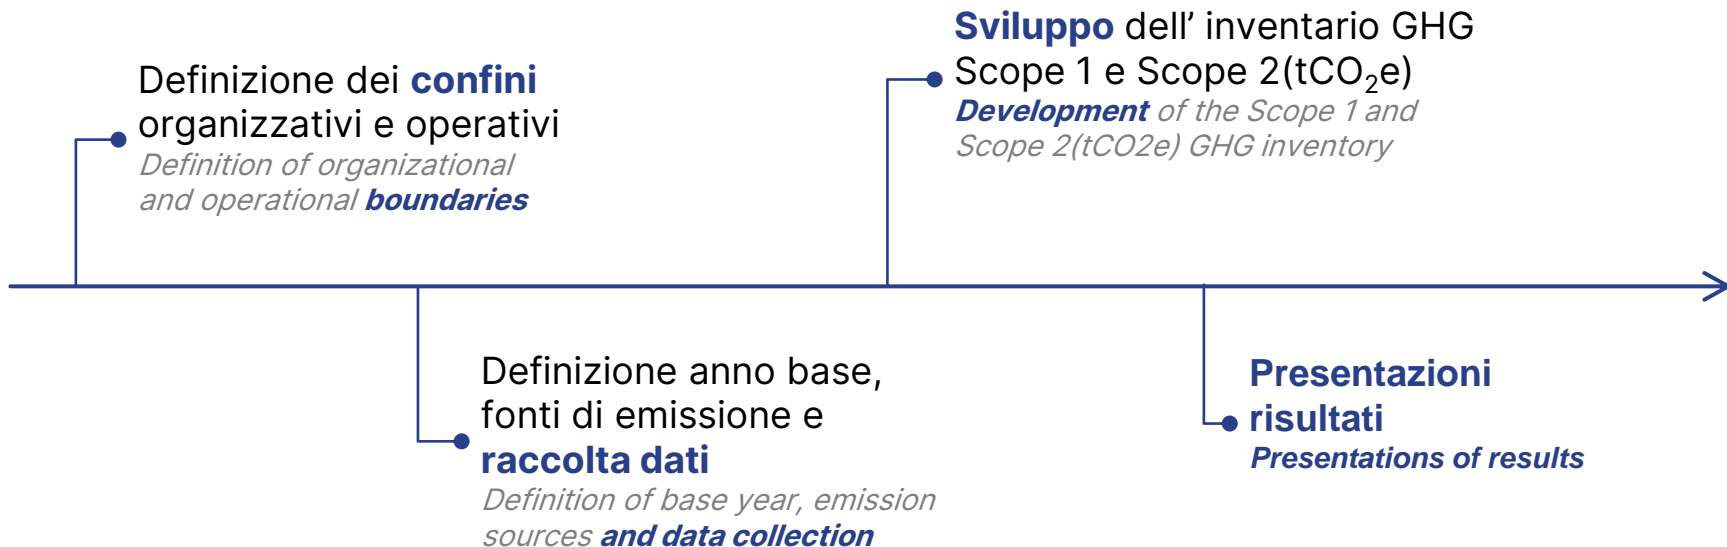 Definizione dei confini
organizzativi e operativi
Definition of organizational
and operational boundaries
Definizione anno base,
fonti di emissione e
raccolta dati
Definition of base year, emission
sources and data collection
Sviluppo dell’ inventario GHG
Scope 1 e Scope 2(tCO₂e)
Development of the Scope 1 and
Scope 2(tCO2e) GHG inventory
Presentazioni
risultati
Presentations of results